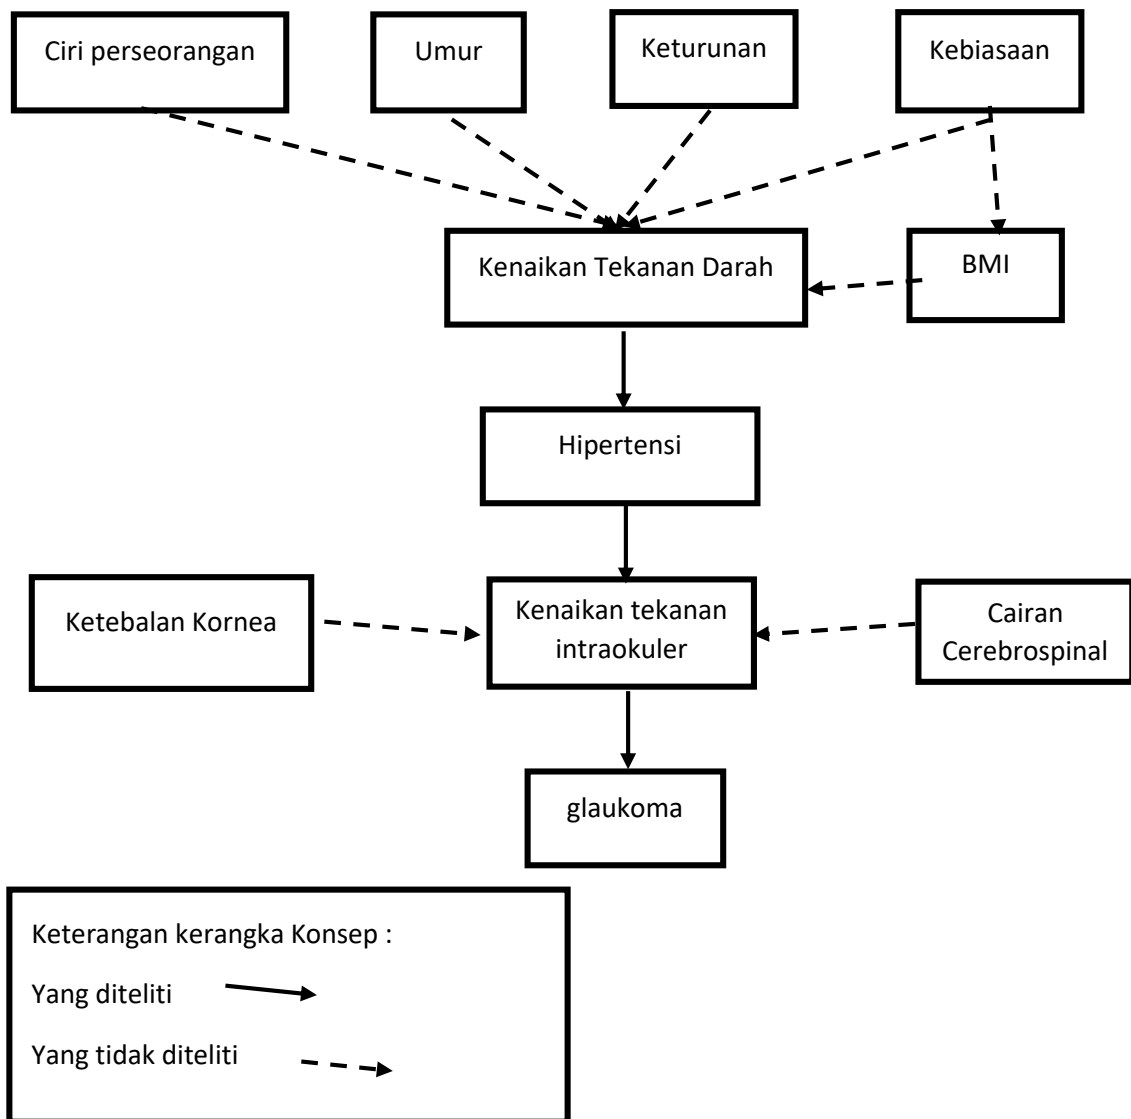 Ciri perseorangan
Umur
Keturunan
Kebiasaan
Kenaikan Tekanan Darah
BMI
Hipertensi
Ketebalan Kornea
Kenaikan tekanan
intraokuler
Cairan
Cerebrospinal
glaukoma
Keterangan kerangka Konsep :
Yang diteliti
Yang tidak diteliti